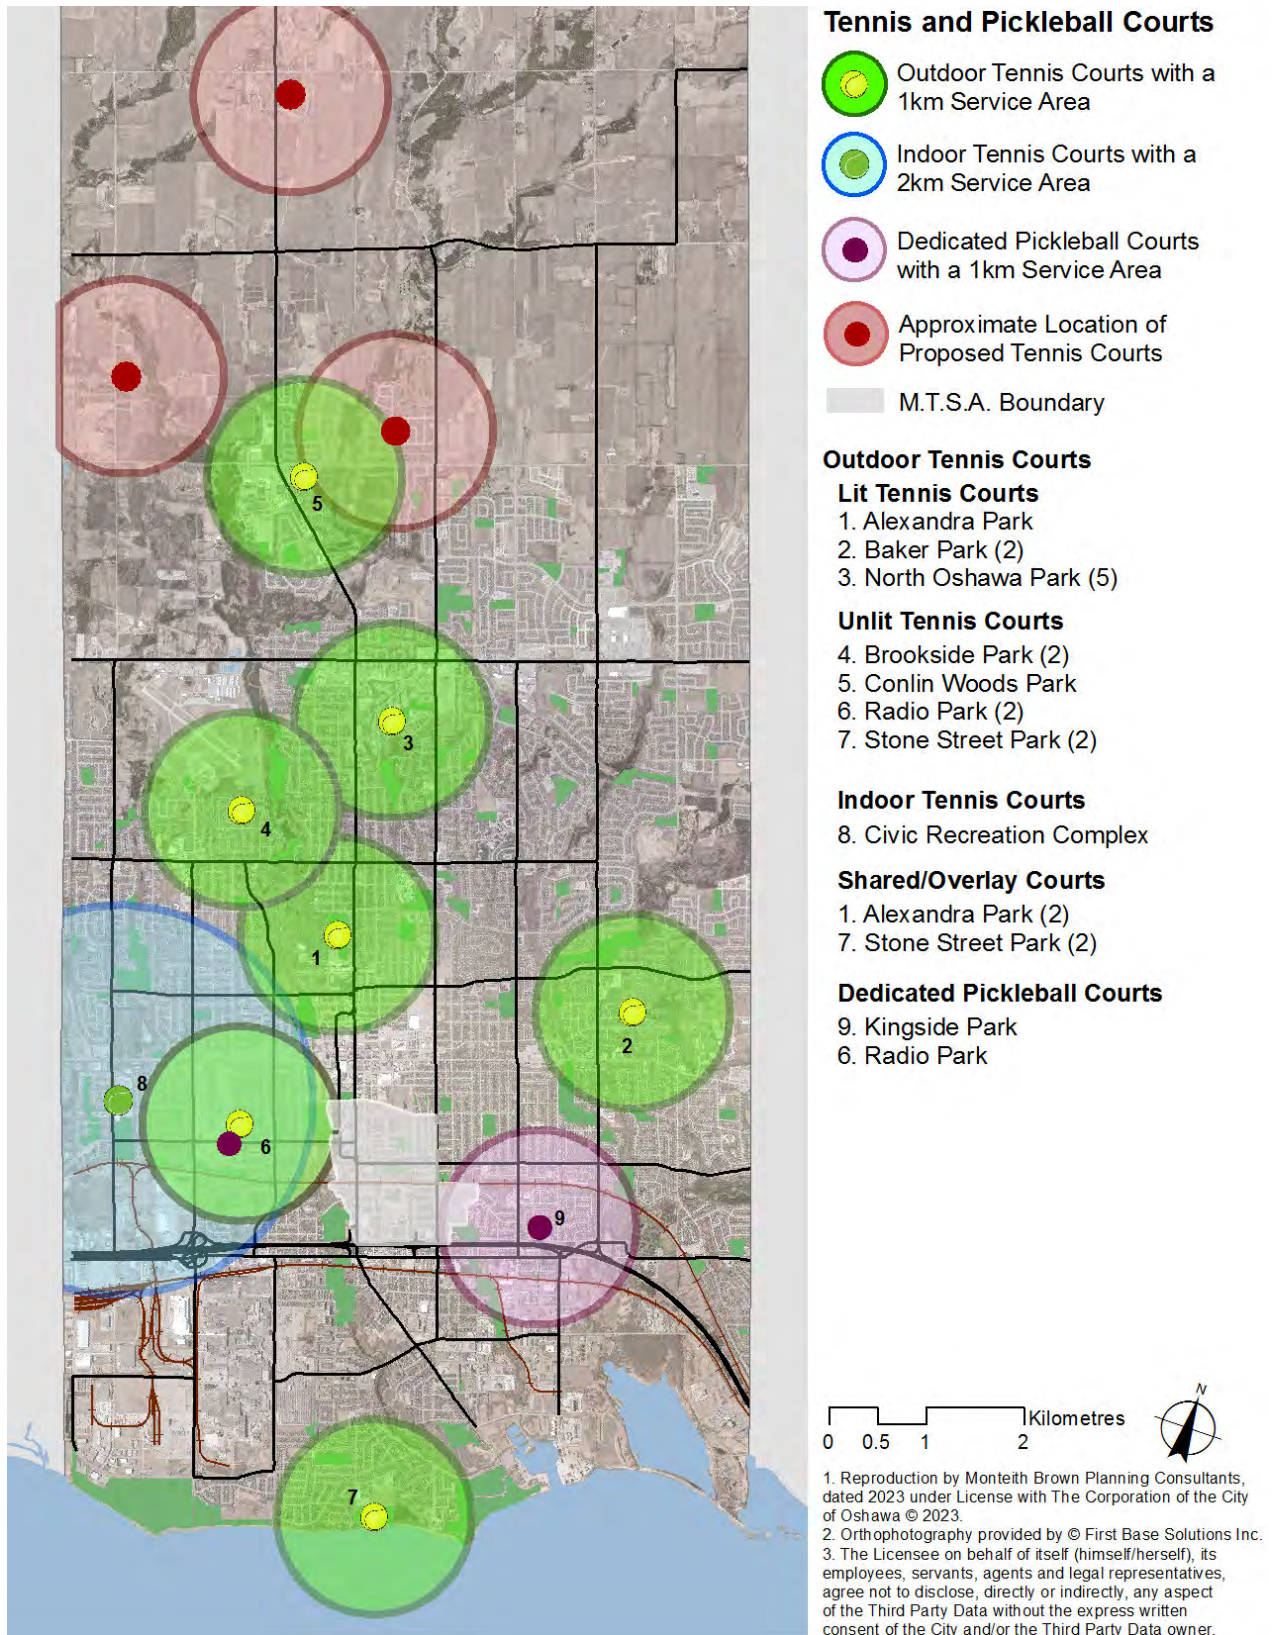 Tennis and Pickleball Courts
Outdoor Tennis Courts with a
1km Service Area
Indoor Tennis Courts with a
2km Service Area
Dedicated Pickleball Courts
with a 1km Service Area
Approximate Location of
Proposed Tennis Courts
M.T.S.A. Boundary
Outdoor Tennis Courts
Lit Tennis Courts
1. Alexandra Park
2. Baker Park (2)
3. North Oshawa Park (5)
Unlit Tennis Courts
4. Brookside Park (2)
5. Conlin Woods Park
6. Radio Park (2)
7. Stone Street Park (2)
Indoor Tennis Courts
8. Civic Recreation Complex
Shared/Overlay Courts
1. Alexandra Park (2)
7. Stone Street Park (2)
Dedicated Pickleball Courts
9. Kingside Park
6. Radio Park
5
3
4
1
2
8
6
9
7
N
Kilometres
0 0.5 1 2
1. Reproduction by Monteith Brown Planning Consultants,
dated 2023 under License with The Corporation of the City
of Oshawa © 2023.
2. Orthophotography provided by © First Base Solutions Inc.
3. The Licensee on behalf of itself (himself/herself), its
employees, servants, agents and legal representatives,
agree not to disclose, directly or indirectly, any aspect
of the Third Party Data without the express written
consent of the City and/or the Third Party Data owner.